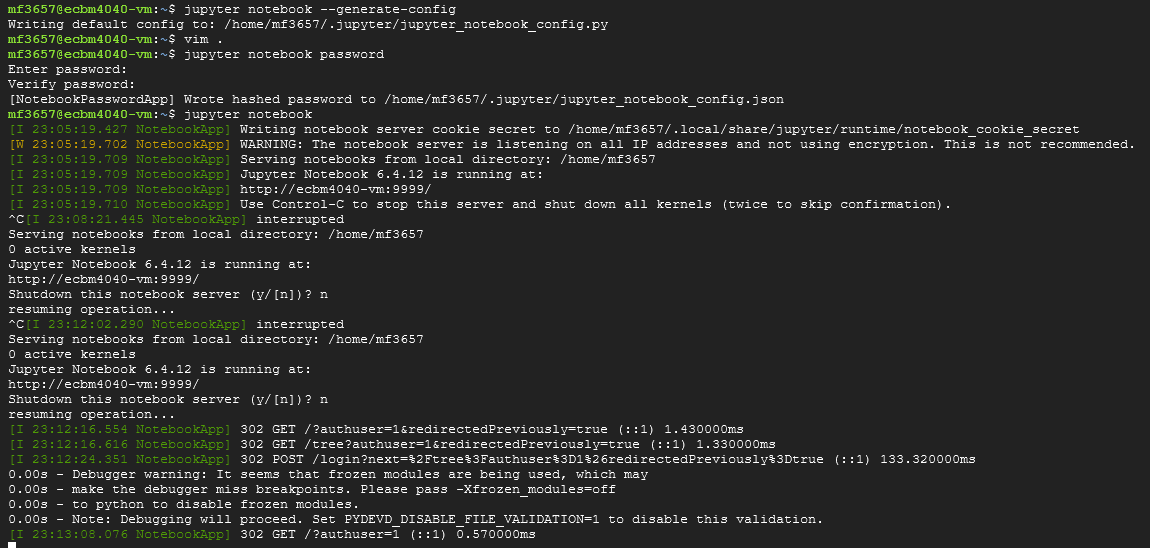 mf3657@ecbm4040-vm:~$ jupyter notebook --generate-config
Writing default config to: /home/mf3657/.jupyter/jupyter_notebook_config.py
mf3657@ecbm4040-vm:~$ vim .
mf3657@ecbm4040-vm:~$ jupyter notebook password
Enter password:
Verify password:
[NotebookPasswordApp] Wrote hashed password to /home/mf3657/.jupyter/jupyter_notebook_config.json
mf3657@ecbm4040-vm:~$ jupyter notebook
[I 23:05:19.427 NotebookApp] Writing notebook server cookie secret to /home/mf3657/.local/share/jupyter/runtime/notebook_cookie_secret
[W 23:05:19.702 NotebookApp] WARNING: The notebook server is listening on all IP addresses and not using encryption. This is not recommended.
[I 23:05:19.709 NotebookApp] Serving notebooks from local directory: /home/mf3657
[I 23:05:19.709 NotebookApp] Jupyter Notebook 6.4.12 is running at:
[I 23:05:19.709 NotebookApp] http://ecbm4040-vm:9999/
[I 23:05:19.710 NotebookApp] Use Control-C to stop this server and shut down all kernels (twice to skip confirmation).
^C[I 23:08:21.445 NotebookApp] interrupted
Serving notebooks from local directory: /home/mf3657
0 active kernels
Jupyter Notebook 6.4.12 is running at:
http://ecbm4040-vm:9999/
Shutdown this notebook server (y/[n])? n
resuming operation...
^C[I 23:12:02.290 NotebookApp] interrupted
Serving notebooks from local directory: /home/mf3657
0 active kernels
Jupyter Notebook 6.4.12 is running at:
http://ecbm4040-vm:9999/
Shutdown this notebook server (y/[n])? n
resuming operation...
[I 23:12:16.554 NotebookApp] 302 GET /?authuser=1&redirectedPreviously=true (::1) 1.430000ms
[I 23:12:16.616 NotebookApp] 302 GET /tree?authuser=1&redirectedPreviously=true (::1) 1.330000ms
[I 23:12:24.351 NotebookApp] 302 POST /login?next=%2Ftree%3Fauthuser%3D1%26redirectedPreviously%3Dtrue (::1) 133.320000ms
0.00s - Debugger warning: It seems that frozen modules are being used, which may
0.00s - make the debugger miss breakpoints. Please pass -Xfrozen_modules=off
0.00s - to python to disable frozen modules.
0.00s - Note: Debugging will proceed. Set PYDEVD_DISABLE_FILE_VALIDATION=1 to disable this validation.
[I 23:13:08.076 NotebookApp] 302 GET /?authuser=1 (::1) 0.570000ms